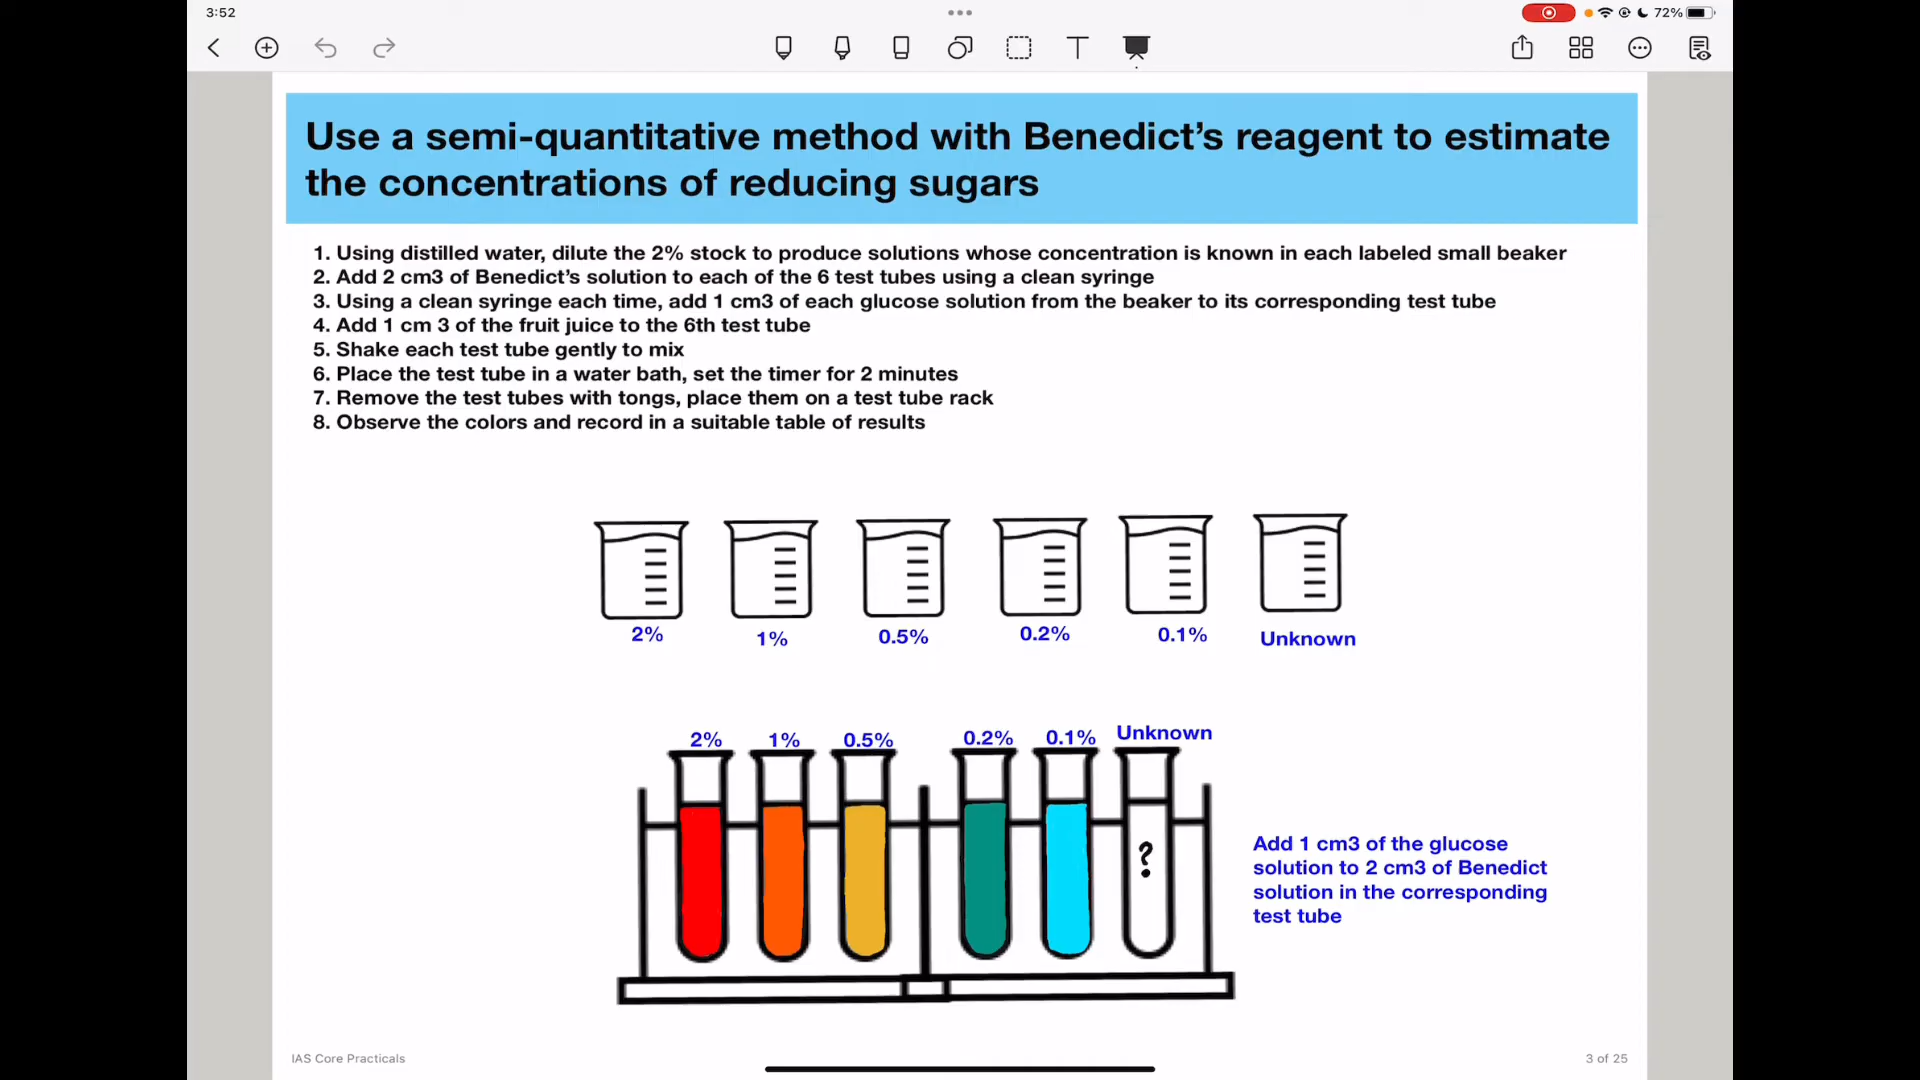 3:52
72%
Use a semi-quantitative method with Benedict’s reagent to estimate
the concentrations of reducing sugars
1. Using distilled water, dilute the 2% stock to produce solutions whose concentration is known in each labeled small beaker
2. Add 2 cm3 of Benedict’s solution to each of the 6 test tubes using a clean syringe
3. Using a clean syringe each time, add 1 cm3 of each glucose solution from the beaker to its corresponding test tube
4. Add 1 cm 3 of the fruit juice to the 6th test tube
5. Shake each test tube gently to mix
6. Place the test tube in a water bath, set the timer for 2 minutes
7. Remove the test tubes with tongs, place them on a test tube rack
8. Observe the colors and record in a suitable table of results
2% 1% 0.5% 0.2% 0.1% Unknown
2% 1% 0.5% 0.2% 0.1% Unknown
?
Add 1 cm3 of the glucose
solution to 2 cm3 of Benedict
solution in the corresponding
test tube
IAS Core Practicals
3 of 25